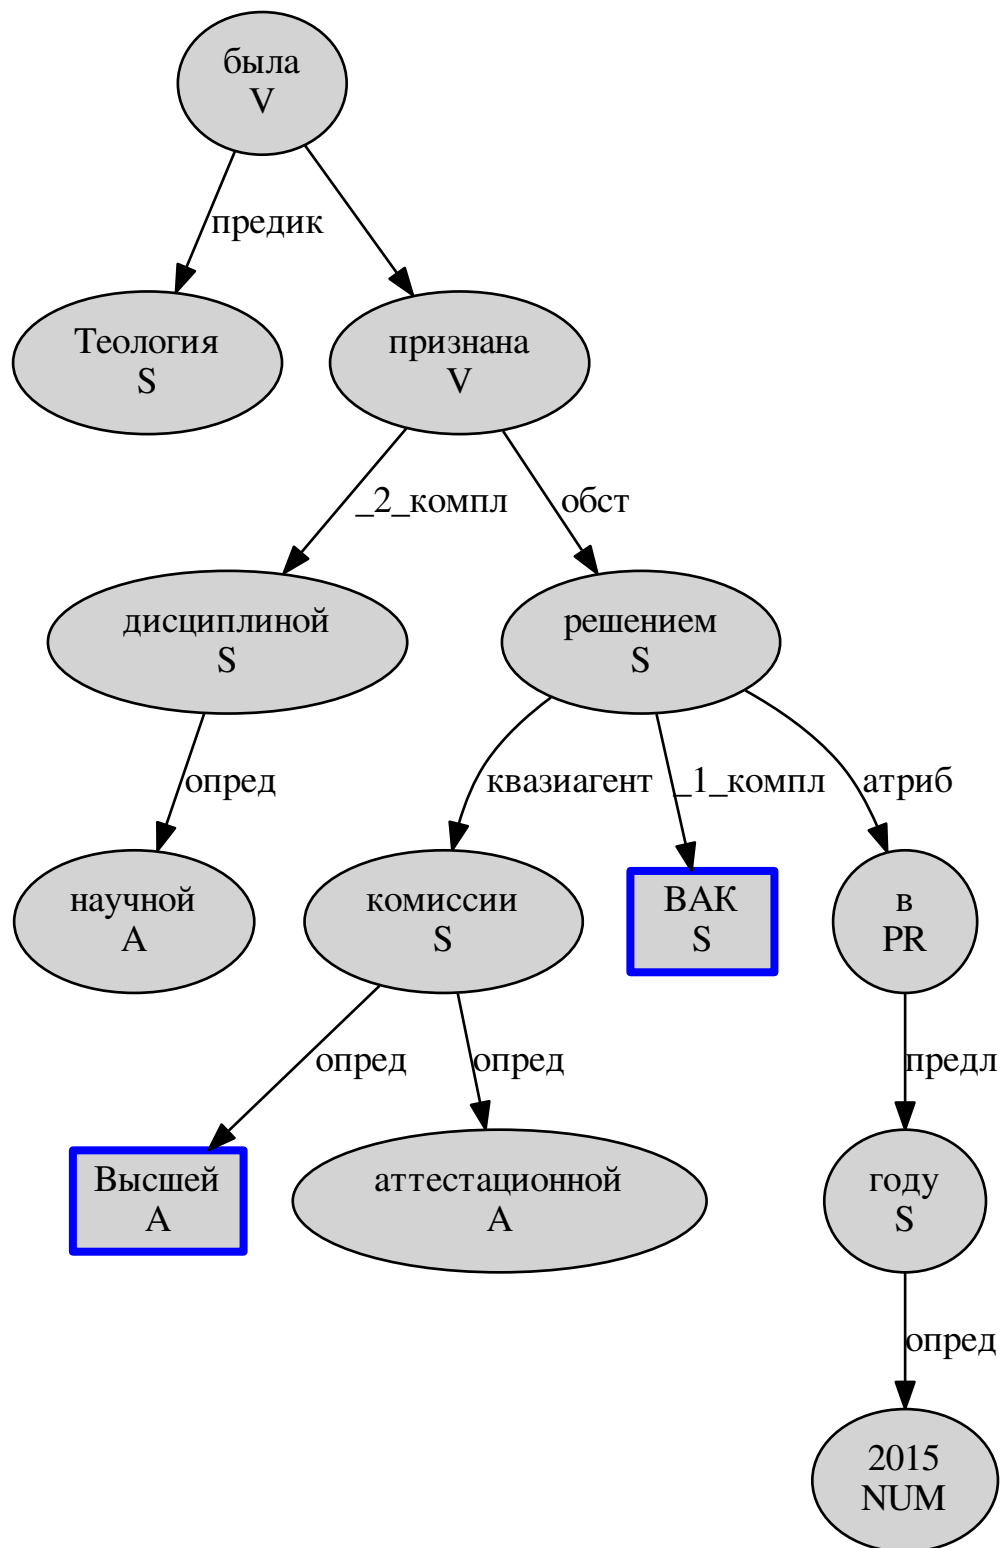 была
V
предик
Теология
S
признана
V
_2_компл
обст
дисциплиной
S
решением
S
опред
квазиагент
_1_компл
атриб
научной
A
комиссии
S
ВАК
S
в
PR
опред
опред
предл
Высшей
A
аттестационной
A
году
S
опред
2015
NUM